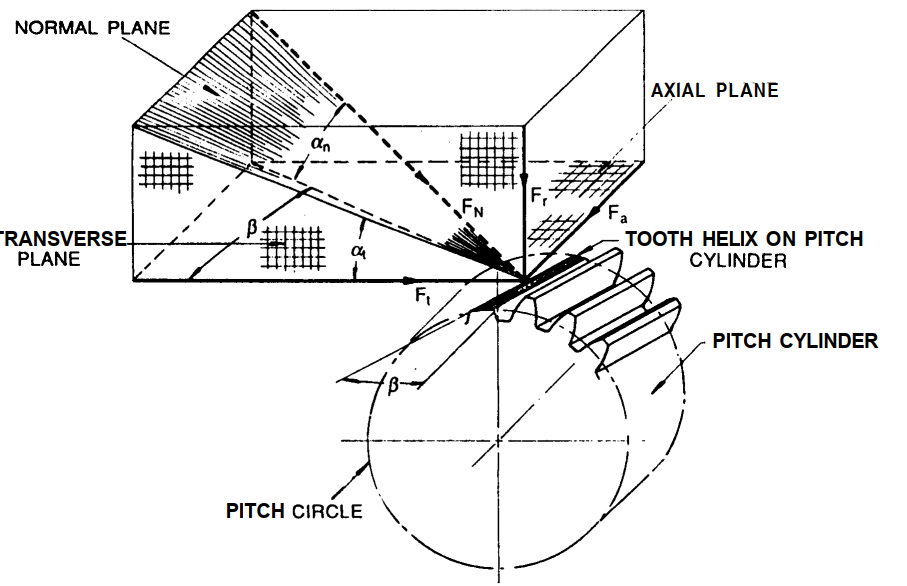 NORMAL PLANE
AXIAL PLANE
αn
Fr
FN
Fa
β
TRANSVERSE
PLANE
αt
TOOTH HELIX ON PITCH
CYLINDER
Ft
PITCH CYLINDER
β
PITCH CIRCLE